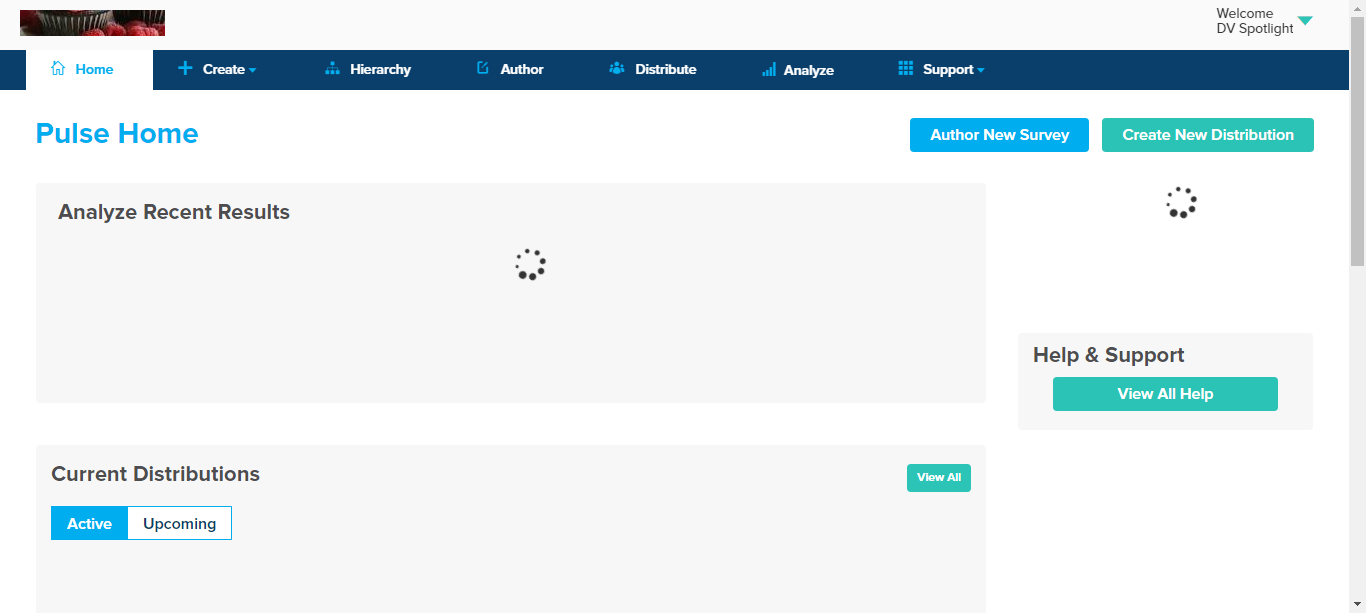 Welcome
DV Spotlight
Home
Create
Hierarchy
Author
Distribute
Analyze
Support
Pulse Home
Author New Survey
Create New Distribution
Analyze Recent Results
Help & Support
View All Help
Current Distributions
View All
Active
Upcoming